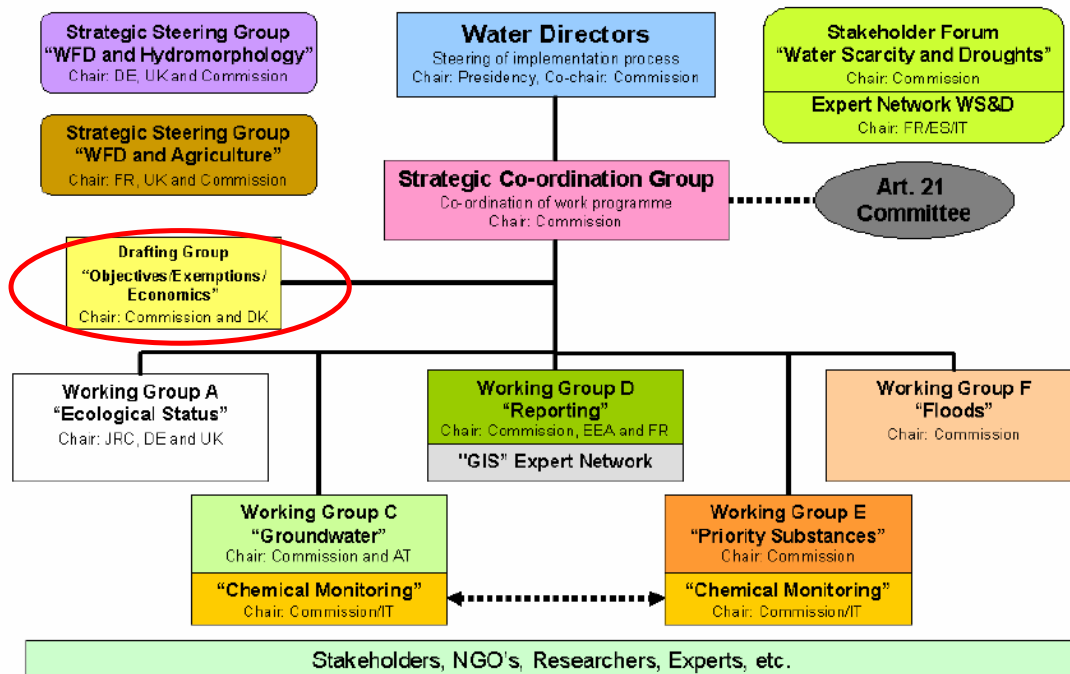 Strategic Steering Group
“WFD and Hydromorphology”
Chair: DE, UK and Commission
Water Directors
Steering of implementation process
Chair: Presidency, Co-chair: Commission
Stakeholder Forum
“Water Scarcity and Droughts”
Chair: Commission
Expert Network WS&D
Chair: FR/ES/IT
Strategic Steering Group
“WFD and Agriculture”
Chair: FR, UK and Commission
Strategic Co-ordination Group
Co-ordination of work programme
Chair: Commission
Art. 21
Committee
Drafting Group
“Objectives/Exemptions/
Economics”
Chair: Commission and DK
Working Group A
“Ecological Status”
Chair: JRC, DE and UK
Working Group D
“Reporting”
Chair: Commission, EEA and FR
"GIS" Expert Network
Working Group F
“Floods”
Chair: Commission
Working Group C
“Groundwater”
Chair: Commission and AT
“Chemical Monitoring”
Chair: Commission/IT
Working Group E
“Priority Substances”
Chair: Commission
“Chemical Monitoring”
Chair: Commission/IT
Stakeholders, NGO’s, Researchers, Experts, etc.